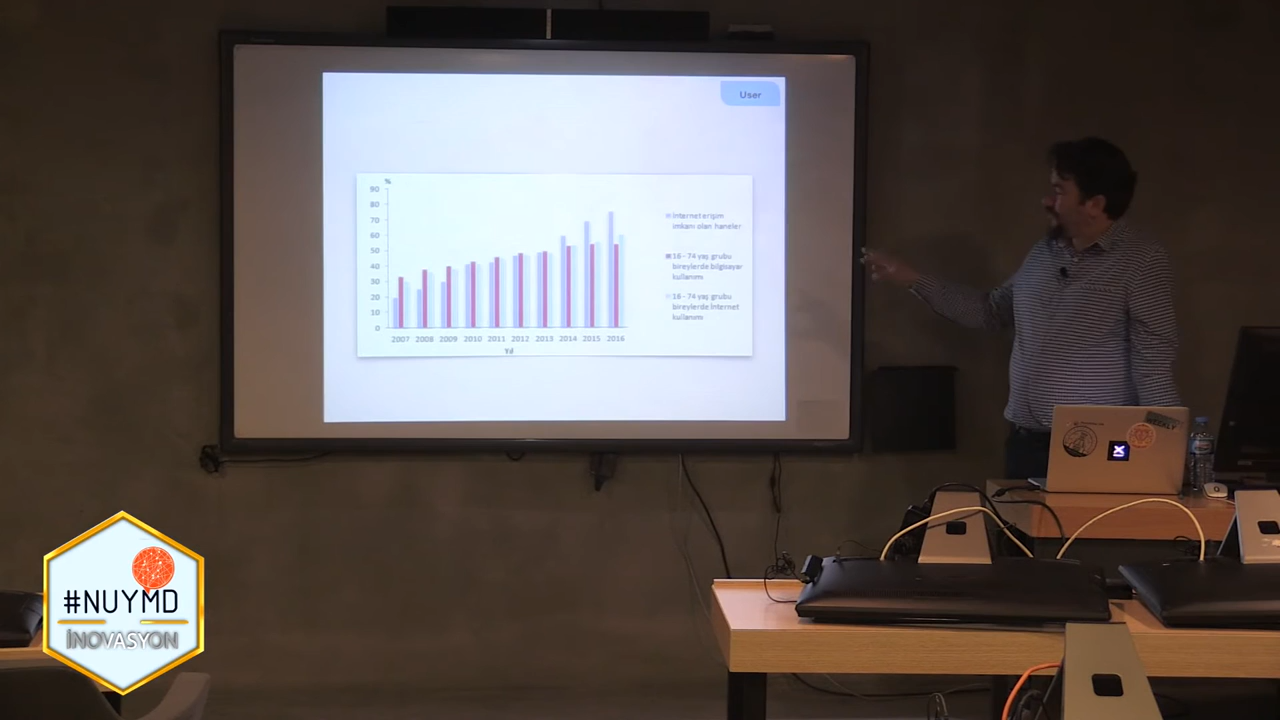 User
%
90
80
70
60
50
40
30
20
10
0
2007 2008 2009 2010 2011 2012 2013 2014 2015 2016
Yıl
İnternet erişim
imkanı olan haneler
16 - 74 yaş grubu
bireylerde bilgisayar
kullanımı
16 - 74 yaş grubu
bireylerde İnternet
kullanımı
WEEKLY
#NUYMD
İNOVASYON